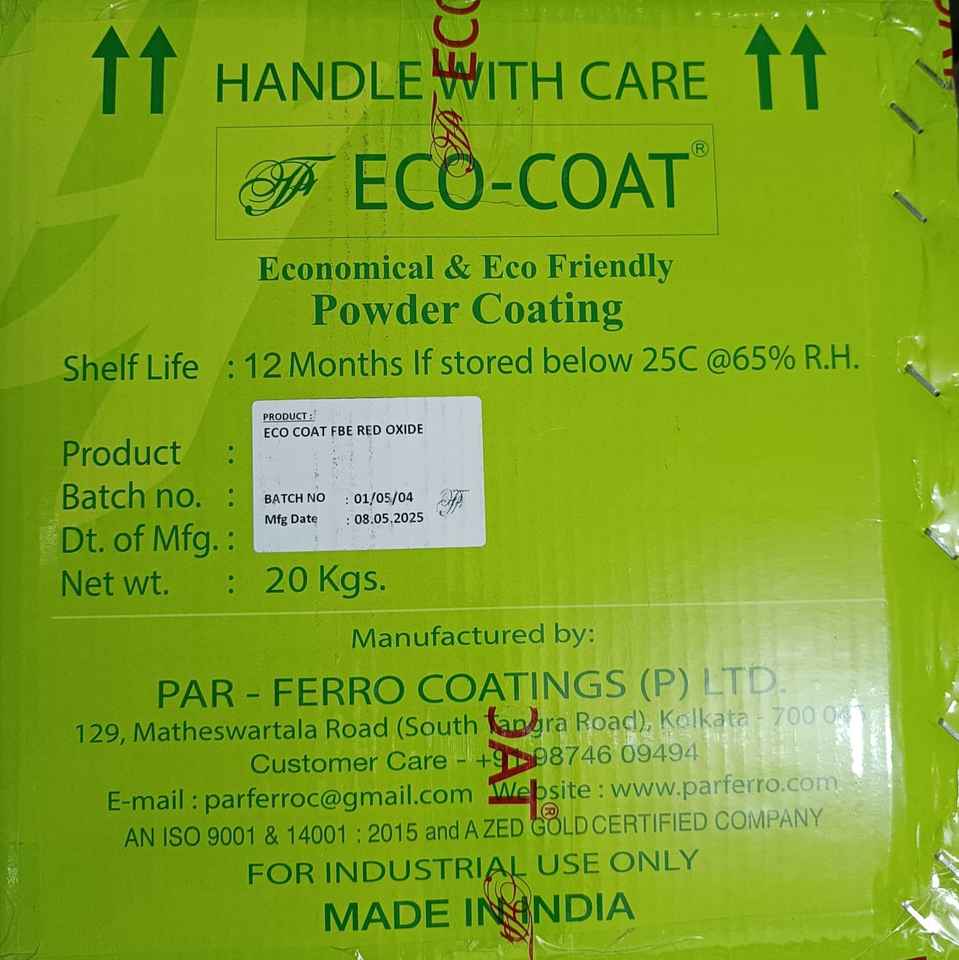 HANDLE WITH CARE
ECO-COAT®
Economical & Eco Friendly
Powder Coating
Shelf Life : 12 Months If stored below 25C @65% R.H.
PRODUCT :
ECO COAT FBE RED OXIDE
BATCH NO : 01/05/04
Mfg Date : 08.05.2025
Product :
Batch no. :
Dt. of Mfg. :
Net wt. : 20 Kgs.
Manufactured by:
PAR - FERRO COATINGS (P) LTD.
129, Matheswartala Road (South Tangra Road), Kolkata - 700
Customer Care - +91 98746 09494
E-mail : parferroc@gmail.com Website : www.parferro.com
AN ISO 9001 & 14001 : 2015 and A ZED GOLD CERTIFIED COMPANY
FOR INDUSTRIAL USE ONLY
MADE IN INDIA